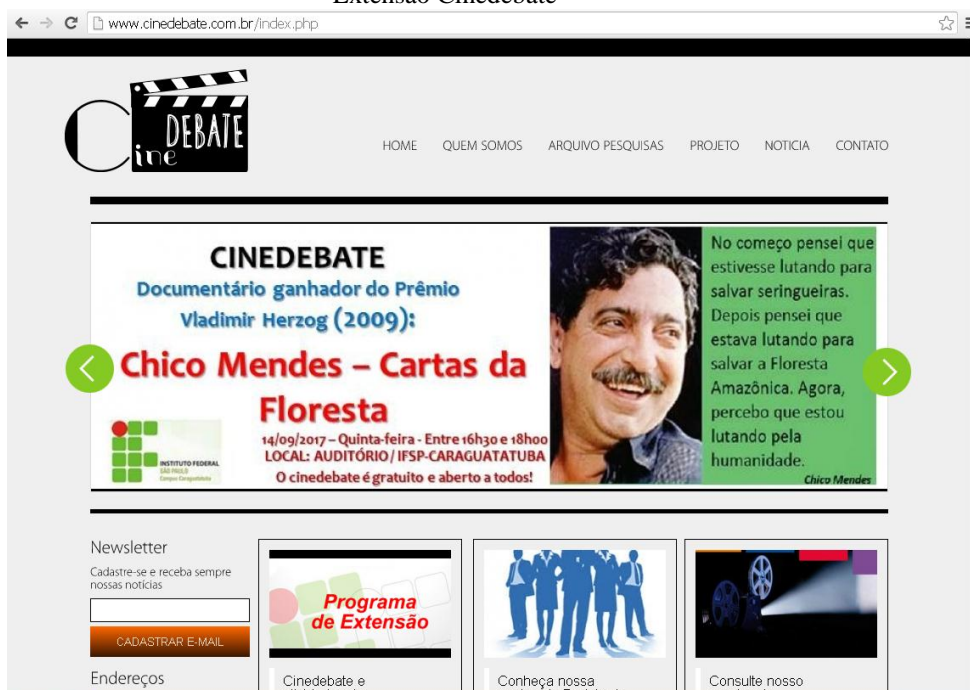 Extensão Cinedebate
www.cinedebate.com.br/index.php
Cine DEBATE
HOME QUEM SOMOS ARQUIVO PESQUISAS PROJETO NOTICIA CONTATO
CINEDEBATE
Documentário ganhador do Prêmio
Vladimir Herzog (2009):
Chico Mendes – Cartas da
Floresta
14/09/2017 – Quinta-feira - Entre 16h30 e 18h00
LOCAL: AUDITÓRIO / IFSP-CARAGUATATUBA
O cinedebate é gratuito e aberto a todos!
INSTITUTO FEDERAL
SÃO PAULO
Campus Caraguatatuba
No começo pensei que
estivesse lutando para
salvar seringueiras.
Depois pensei que
estava lutando para
salvar a Floresta
Amazônica. Agora,
percebo que estou
lutando pela
humanidade.
Chico Mendes
Newsletter
Cadastre-se e receba sempre
nossas notícias
CADASTRAR E-MAIL
Endereços
Programa
de Extensão
Cinedebate e
Conheça nossa
Consulte nosso